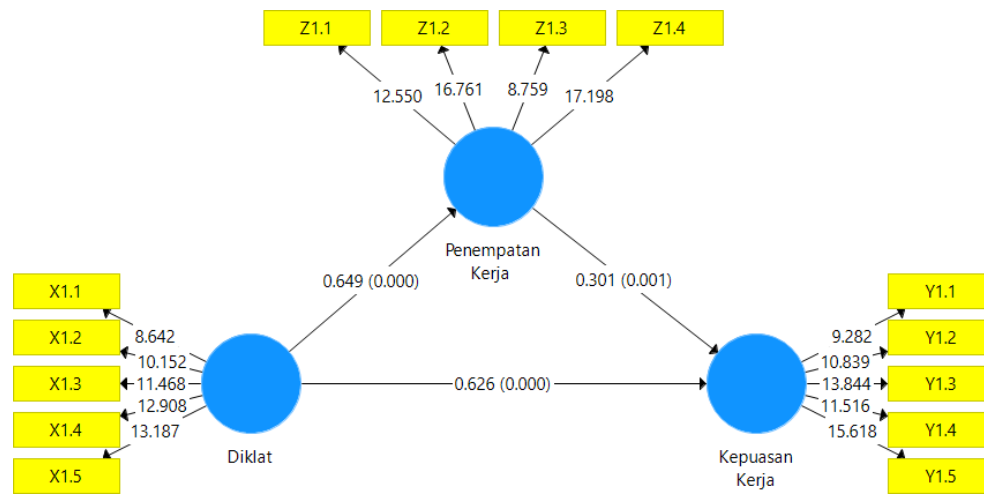 Z1.1
Z1.2
Z1.3
Z1.4
12.550
16.761
8.759
17.198
Penempatan
Kerja
0.649 (0.000)
0.301 (0.001)
X1.1
X1.2
X1.3
X1.4
X1.5
8.642
10.152
11.468
12.908
13.187
Diklat
0.626 (0.000)
Kepuasan
Kerja
9.282
10.839
13.844
11.516
15.618
Y1.1
Y1.2
Y1.3
Y1.4
Y1.5